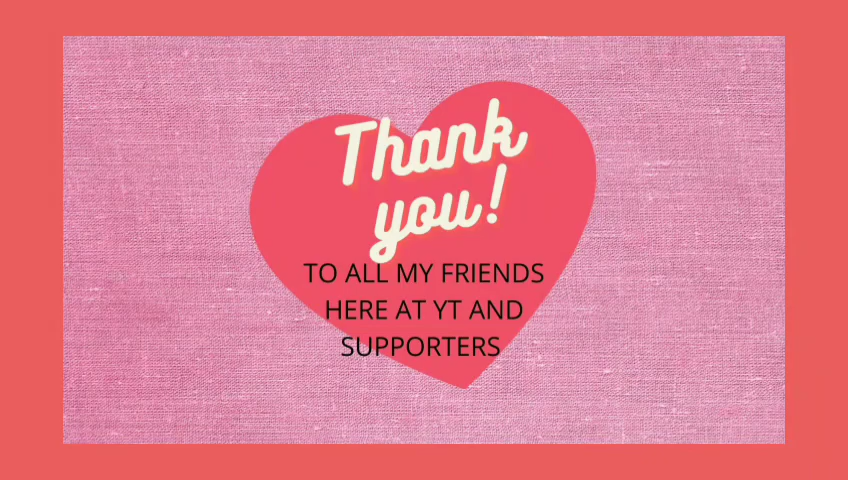 Thank
you!
TO ALL MY FRIENDS
HERE AT YT AND
SUPPORTERS